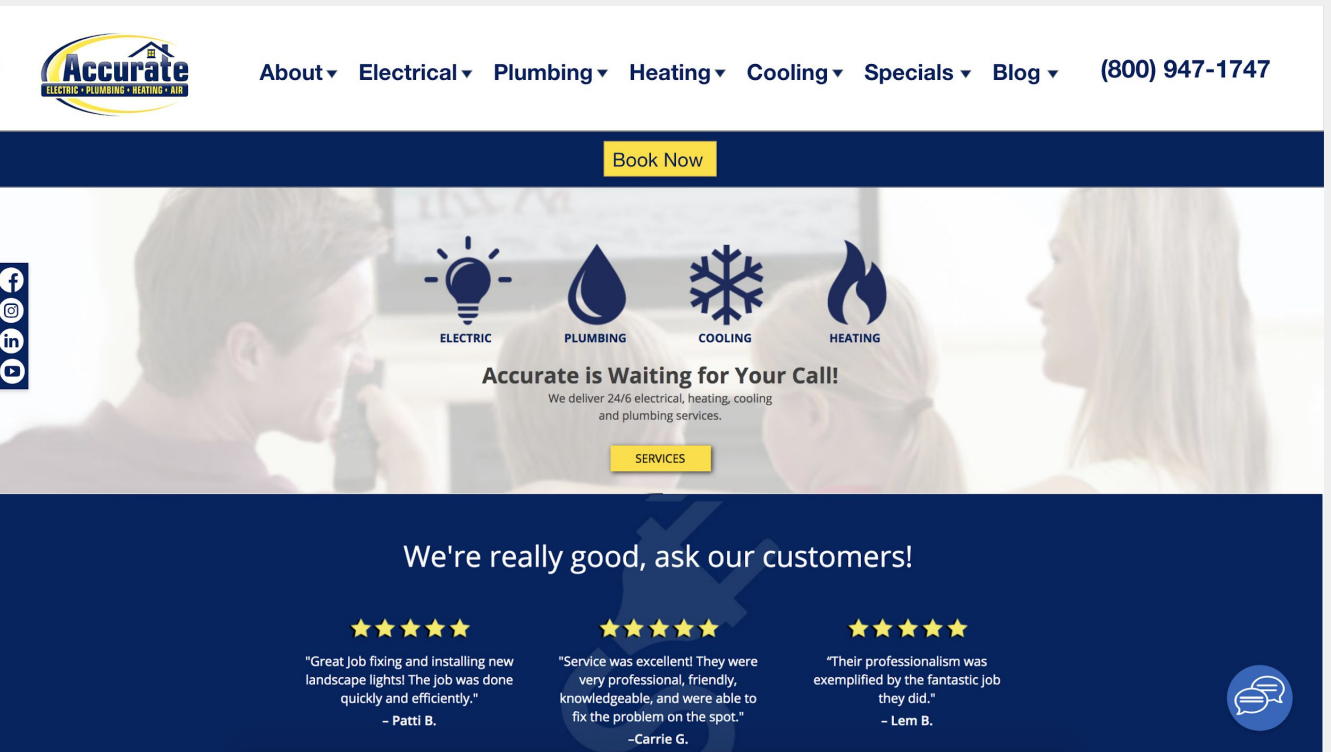 Accurate
ELECTRIC • PLUMBING • HEATING • AIR
About Electrical Plumbing Heating Cooling Specials Blog (800) 947-1747
Book Now
ELECTRIC PLUMBING COOLING HEATING
Accurate is Waiting for Your Call!
We deliver 24/6 electrical, heating, cooling
and plumbing services.
SERVICES
We're really good, ask our customers!
"Great Job fixing and installing new
landscape lights! The job was done
quickly and efficiently."
– Patti B.
"Service was excellent! They were
very professional, friendly,
knowledgeable, and were able to
fix the problem on the spot."
–Carrie G.
“Their professionalism was
exemplified by the fantastic job
they did."
– Lem B.